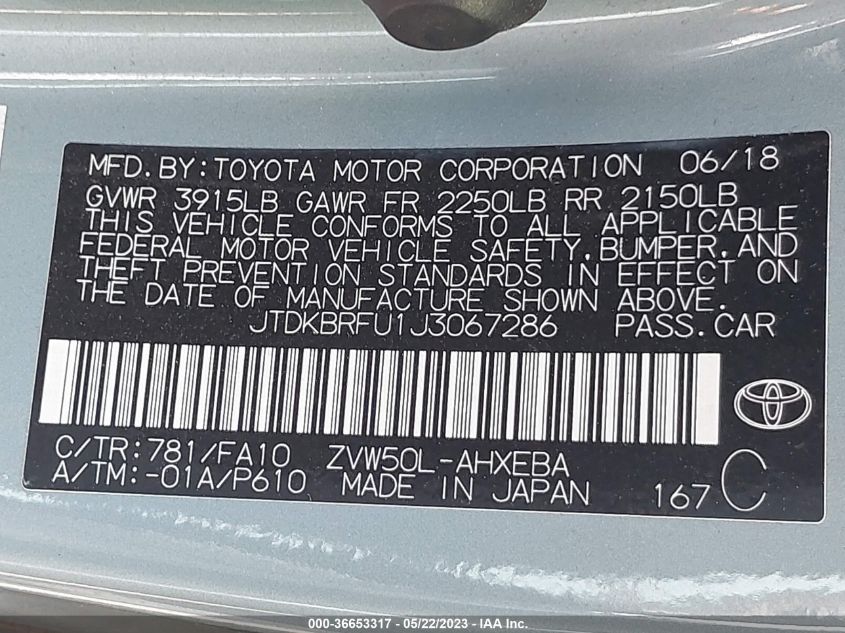 MFD.BY:TOYOTA MOTOR CORPORATION 06/18
GVWR 3915LB GAWR FR 2250LB RR 2150LB
THIS VEHICLE CONFORMS TO ALL APPLICABLE
FEDERAL MOTOR VEHICLE SAFETY,BUMPER,AND
THEFT PREVENTION STANDARDS IN EFFECT ON
THE DATE OF MANUFACTURE SHOWN ABOVE.
JTDKBRFU1J3067286 PASS.CAR
C/TR:781/FA10 ZVW50L-AHXEBA
A/TM:-01A/P610 MADE IN JAPAN 167 C
000-36653317 - 05/22/2023 - IAA Inc.